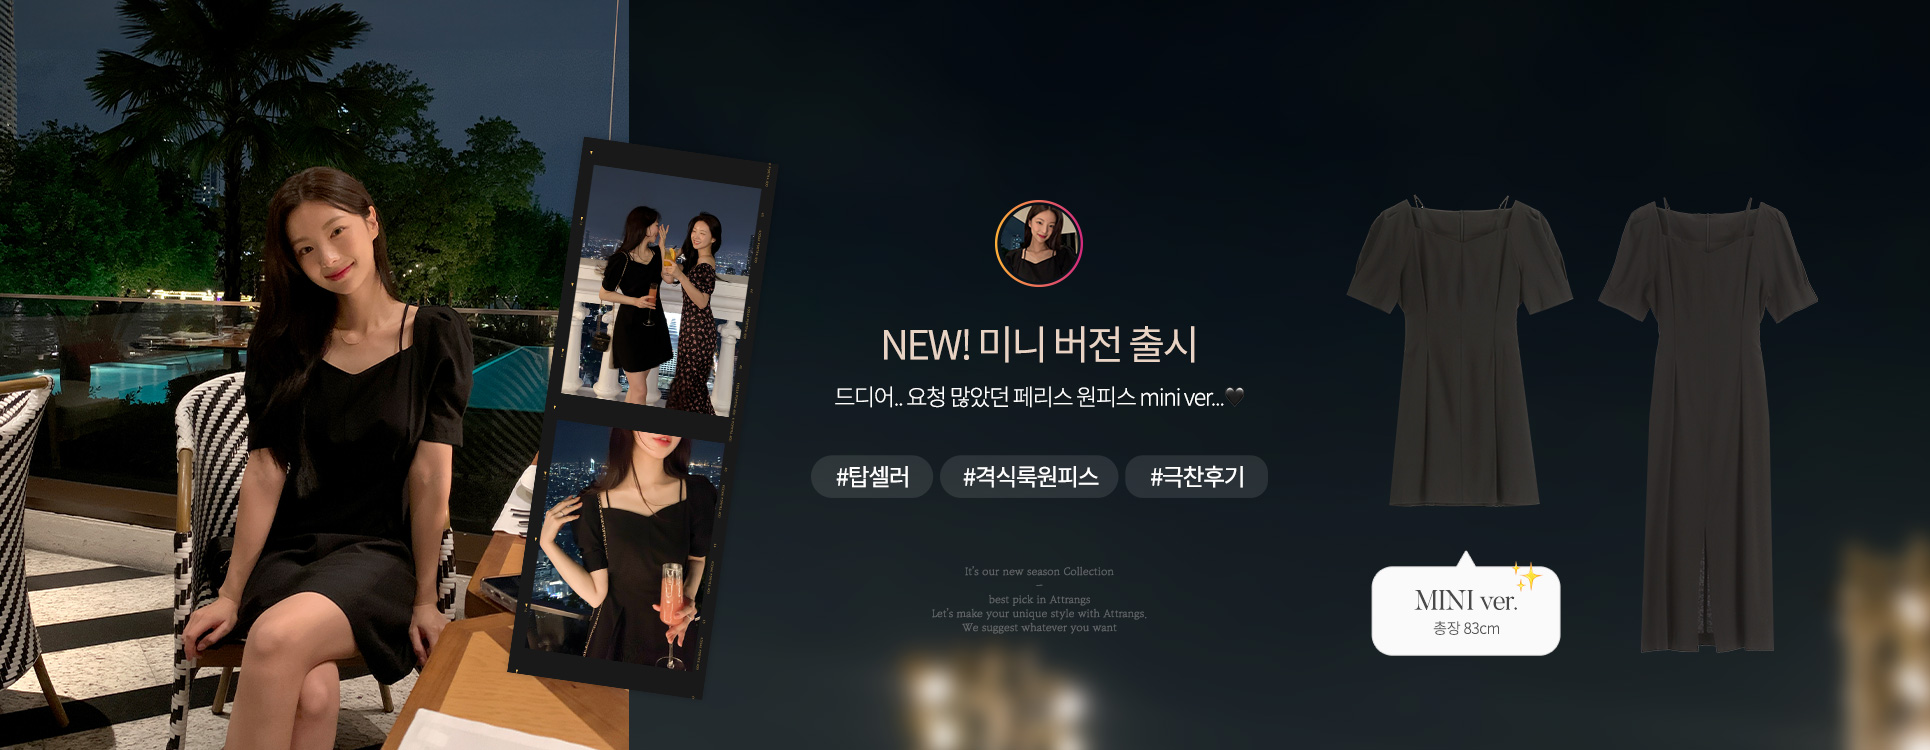 NEW! 미니 버전 출시
드디어.. 요청 많았던 페리스 원피스 mini ver...🖤
#탑셀러 #격식룩원피스 #극찬후기
It's our new season Collection
–
best pick in Attrangs
Let's make your unique style with Attrangs,
We suggest whatever you want
MINI ver.
총장 83cm